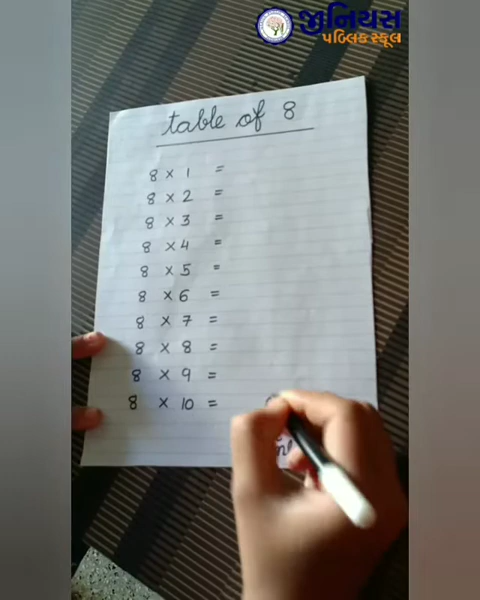 જીનિયસ
પબ્લિક સ્કૂલ
table of 8
8 × 1 =
8 × 2 =
8 × 3 =
8 × 4 =
8 × 5 =
8 × 6 =
8 × 7 =
8 × 8 =
8 × 9 =
8 × 10 =